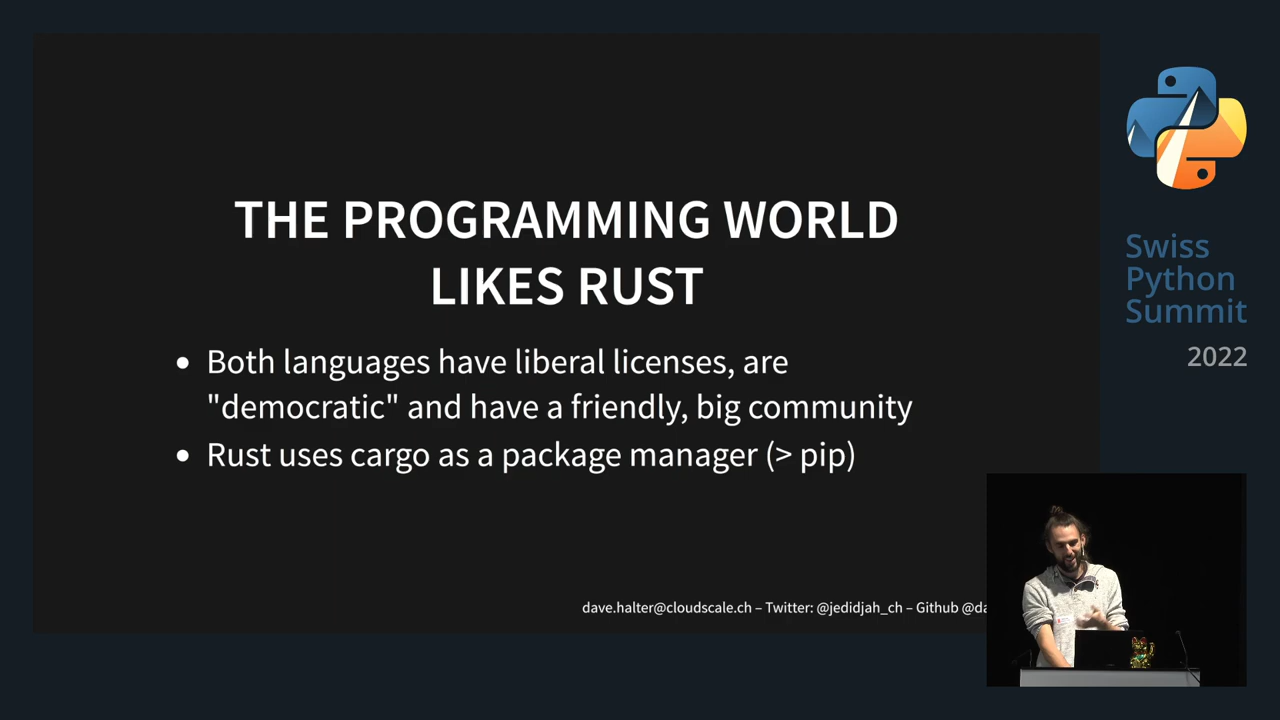 THE PROGRAMMING WORLD
LIKES RUST
Both languages have liberal licenses, are
"democratic" and have a friendly, big community
Rust uses cargo as a package manager (> pip)
dave.halter@cloudscale.ch – Twitter: @jedidjah_ch – Github @da
Swiss
Python
Summit
2022